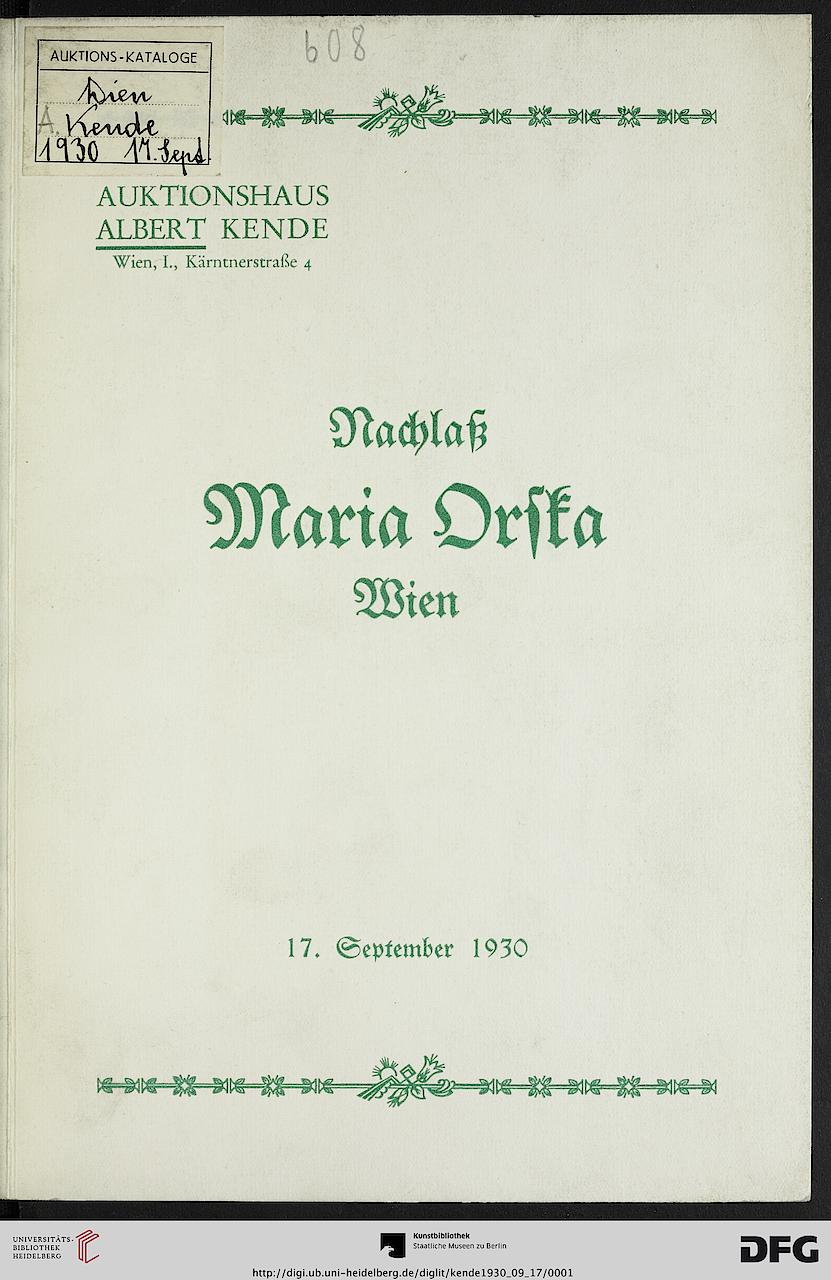 608
AUKTIONS-KATALOGE
Wien
A. Kende
1930 17. Sept.
AUKTIONSHAUS
ALBERT KENDE
Wien, I., Kärntnerstraße 4
Nachlaß
Maria Orſka
Wien
17. September 1930
UNIVERSITÄTS-
BIBLIOTHEK
HEIDELBERG
Kunstbibliothek
Staatliche Museen zu Berlin
DFG
http://digi.ub.uni-heidelberg.de/diglit/kende1930_09_17/0001